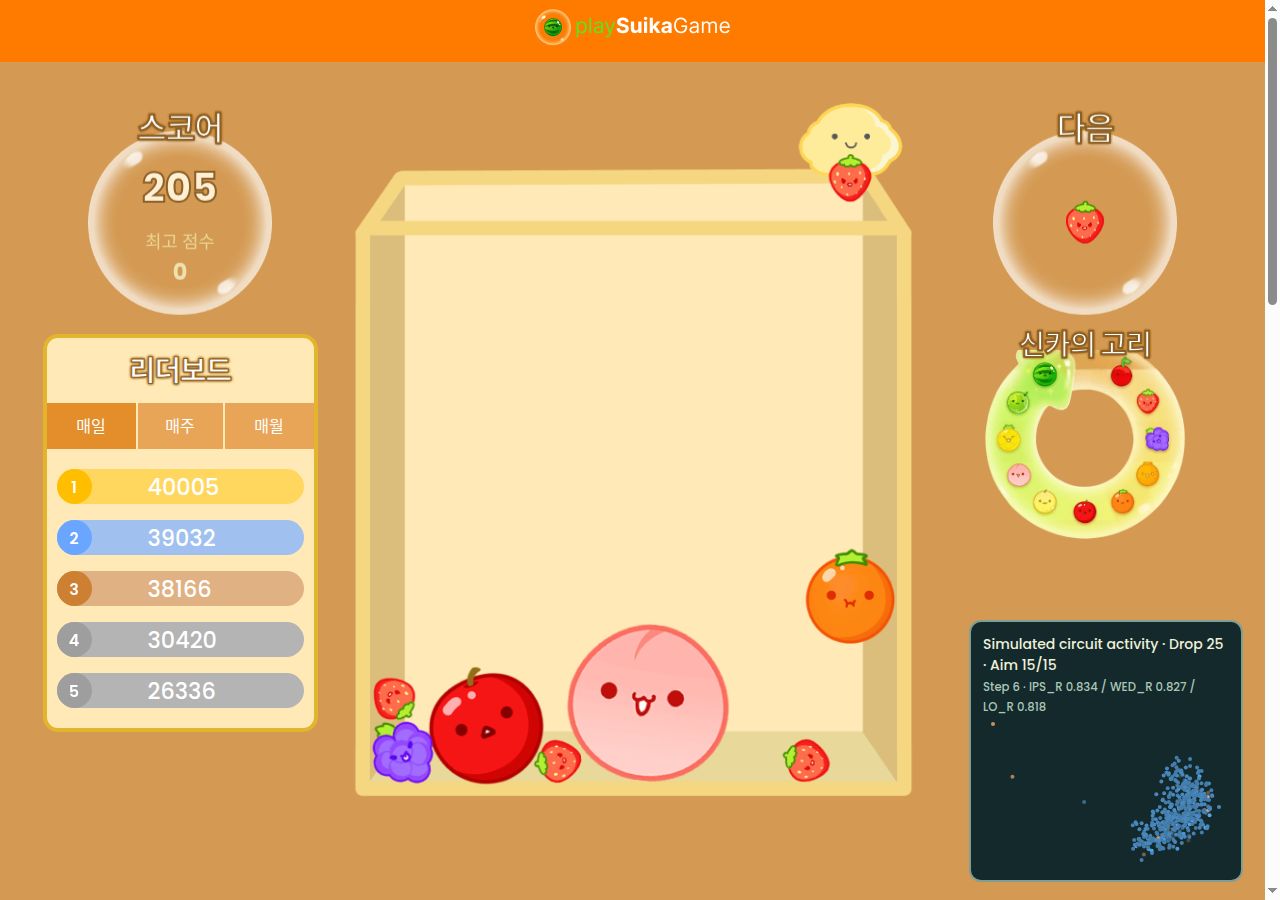 playSuikaGame
스코어
205
최고 점수
0
다음
신카의 고리
리더보드
매일 매주 매월
1 40005
2 39032
3 38166
4 30420
5 26336
Simulated circuit activity · Drop 25
· Aim 15/15
Step 6 · IPS_R 0.834 / WED_R 0.827 /
LO_R 0.818